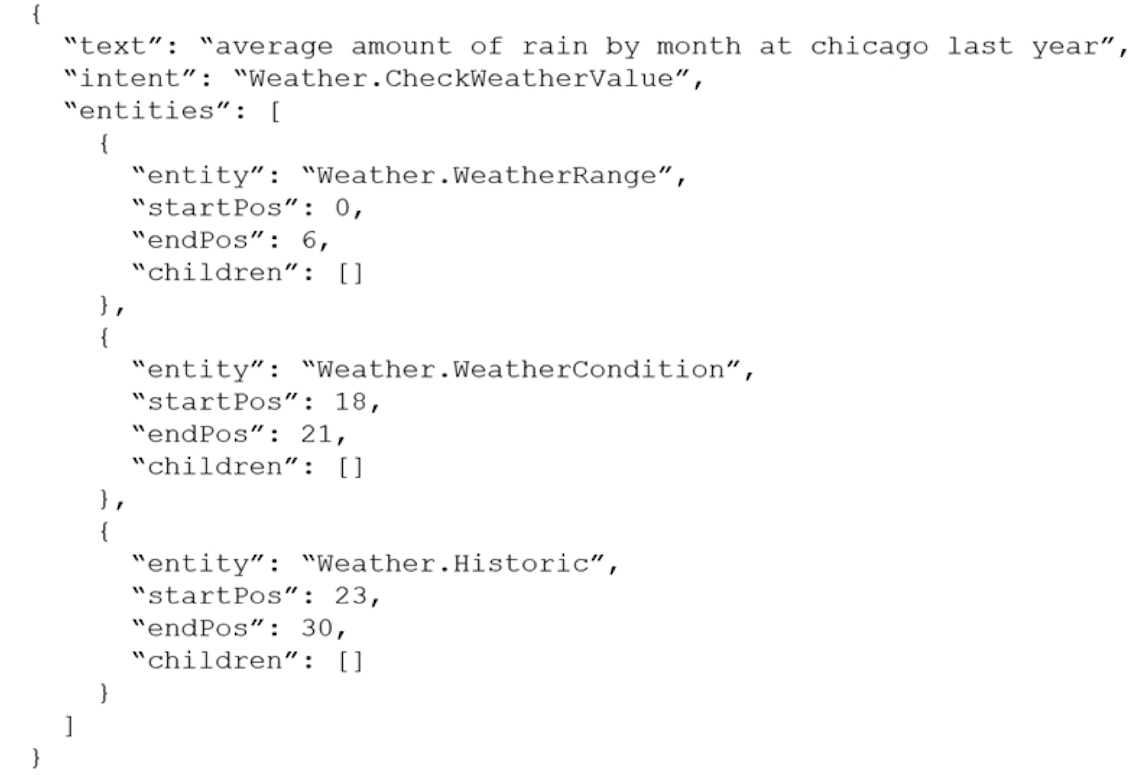 {
“text”: “average amount of rain by month at chicago last year”,
“intent”: “Weather.CheckWeatherValue”,
“entities”: [
{
“entity”: “Weather.WeatherRange”,
“startPos”: 0,
“endPos”: 6,
“children”: []
},
{
“entity”: “Weather.WeatherCondition”,
“startPos”: 18,
“endPos”: 21,
“children”: []
},
{
“entity”: “Weather.Historic”,
“startPos”: 23,
“endPos”: 30,
“children”: []
}
]
}